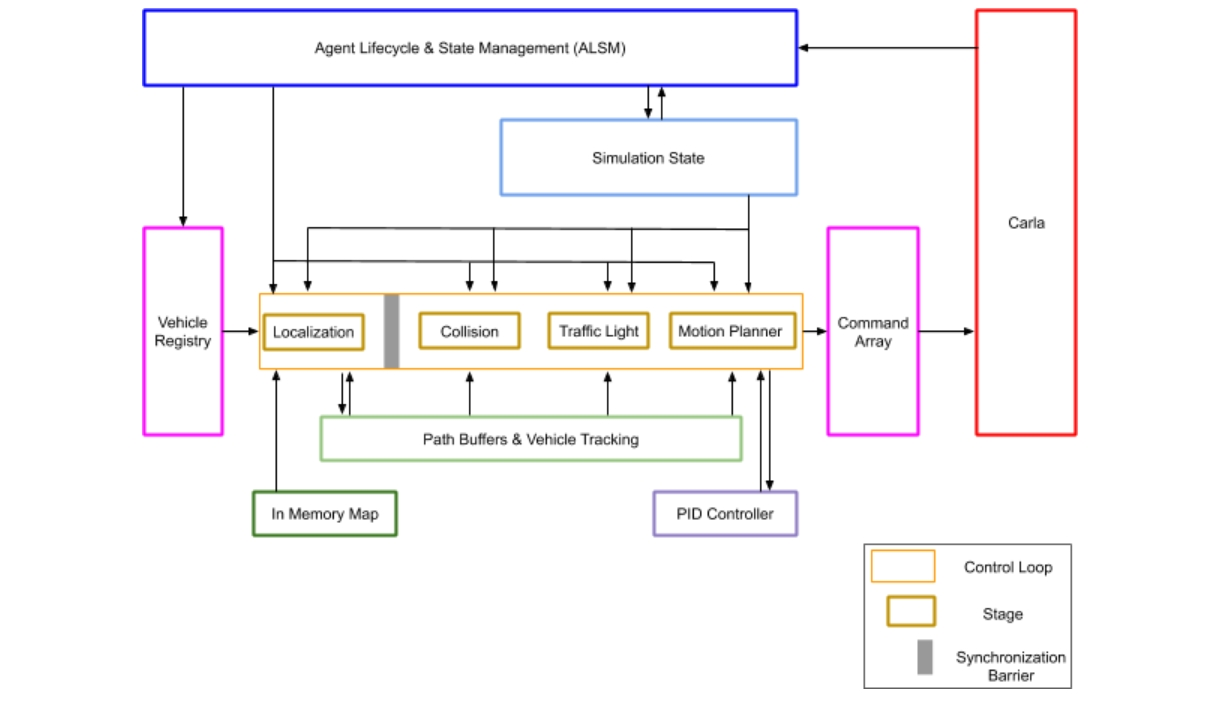 Agent Lifecycle & State Management (ALSM)
Simulation State
Carla
Vehicle
Registry
Localization
Collision
Traffic Light
Motion Planner
Command
Array
Path Buffers & Vehicle Tracking
In Memory Map
PID Controller
Control Loop
Stage
Synchronization
Barrier